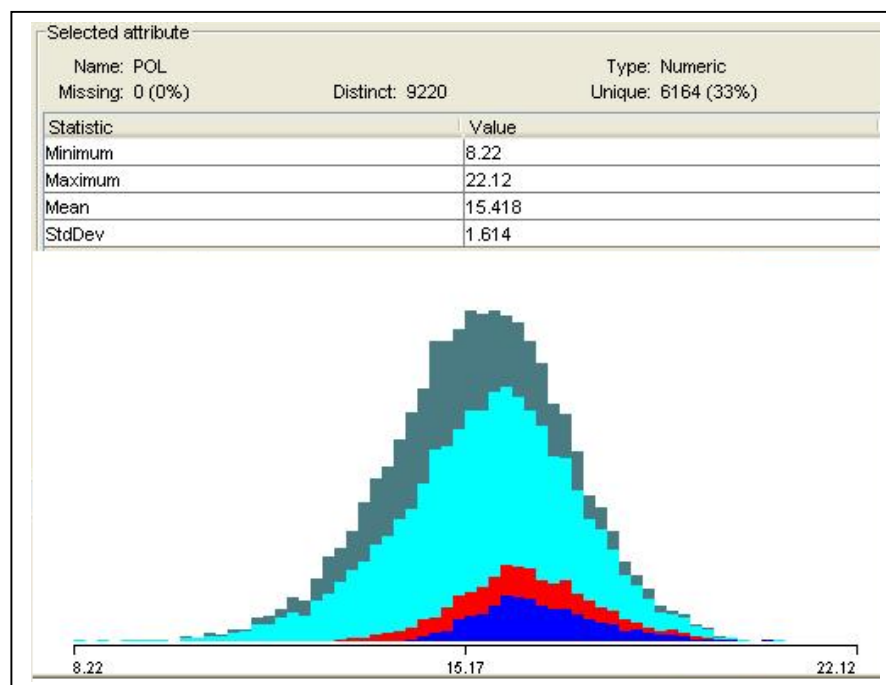 Selected attribute
Name: POL Type: Numeric
Missing: 0 (0%) Distinct: 9220 Unique: 6164 (33%)
Statistic Value
Minimum 8.22
Maximum 22.12
Mean 15.418
StdDev 1.614
8.22 15.17 22.12